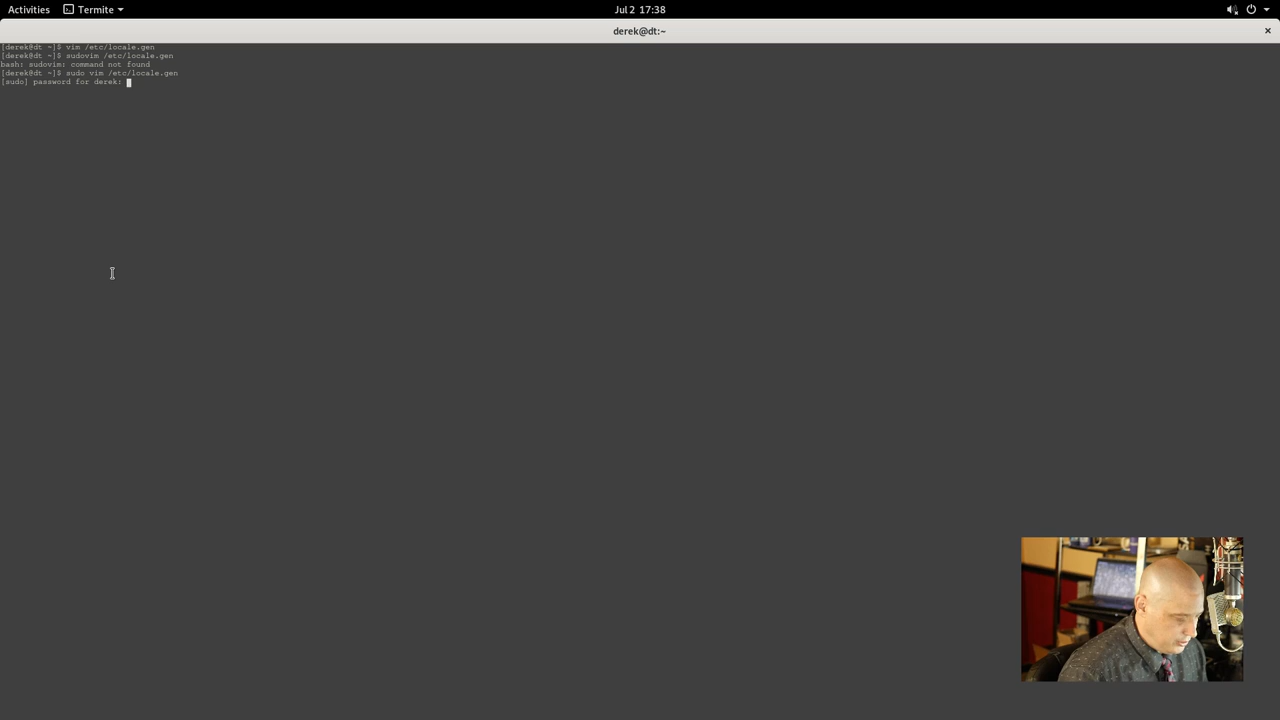 Activities Termite Jul 2 17:38
derek@dt:~
[derek@dt ~]$ vim /etc/locale.gen
[derek@dt ~]$ sudovim /etc/locale.gen
bash: sudovim: command not found
[derek@dt ~]$ sudo vim /etc/locale.gen
[sudo] password for derek: